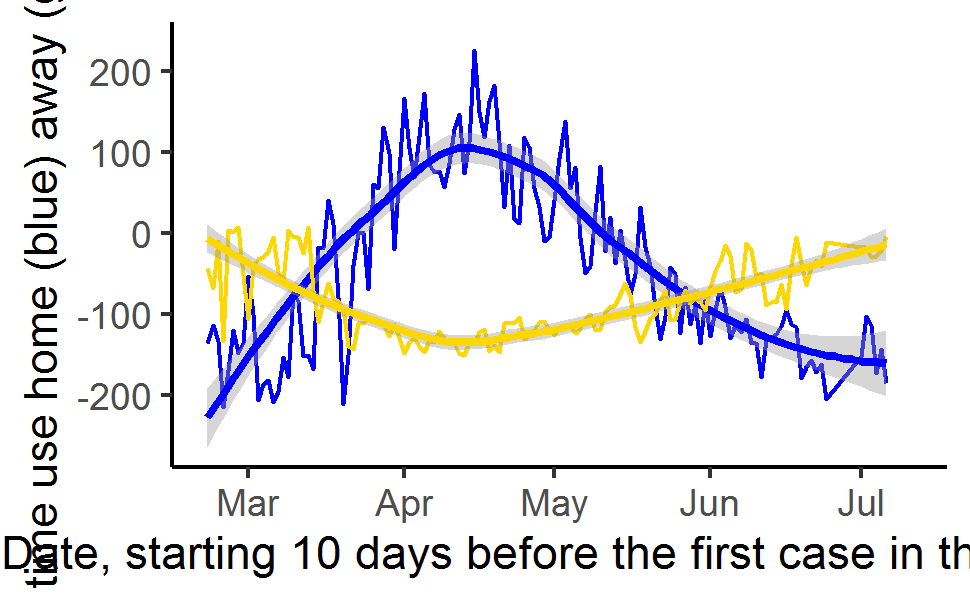 time use home (blue) away (g
200
100
0
-100
-200
Mar Apr May Jun Jul
Date, starting 10 days before the first case in th